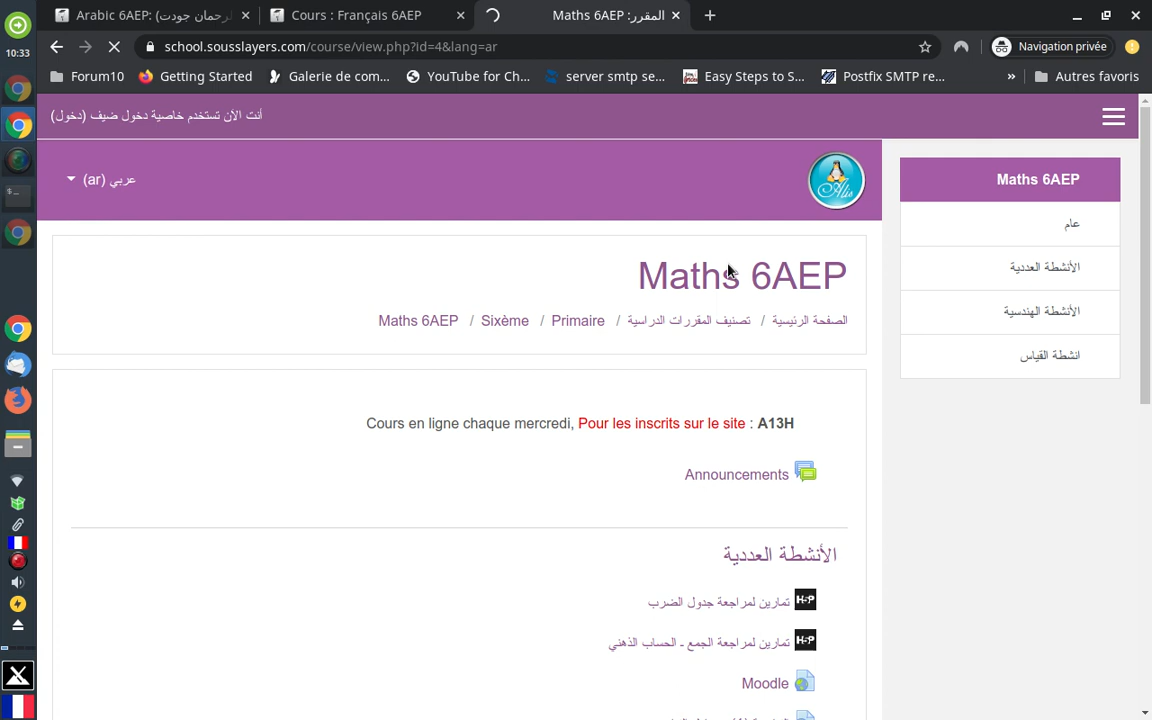 10:33
Arabic 6AEP: (رحمان جودت
Cours : Français 6AEP
Maths 6AEP :المقرر
school.sousslayers.com/course/view.php?id=4&lang=ar
Navigation privée
Forum10
Getting Started
Galerie de com...
YouTube for Ch...
server smtp se...
Easy Steps to S...
Postfix SMTP re...
»
Autres favoris
أنت الآن تستخدم خاصية دخول ضيف (دخول)
عربي (ar)
Alio
Maths 6AEP
الصفحة الرئيسية / تصنيف المقررات الدراسية / Primaire / Sixème / Maths 6AEP
Cours en ligne chaque mercredi, Pour les inscrits sur le site : A13H
Announcements
الأنشطة العددية
تمارين لمراجعة جدول الضرب
تمارين لمراجعة الجمع - الحساب الذهني
Moodle
Maths 6AEP
عام
الأنشطة العددية
الأنشطة الهندسية
انشطة القياس